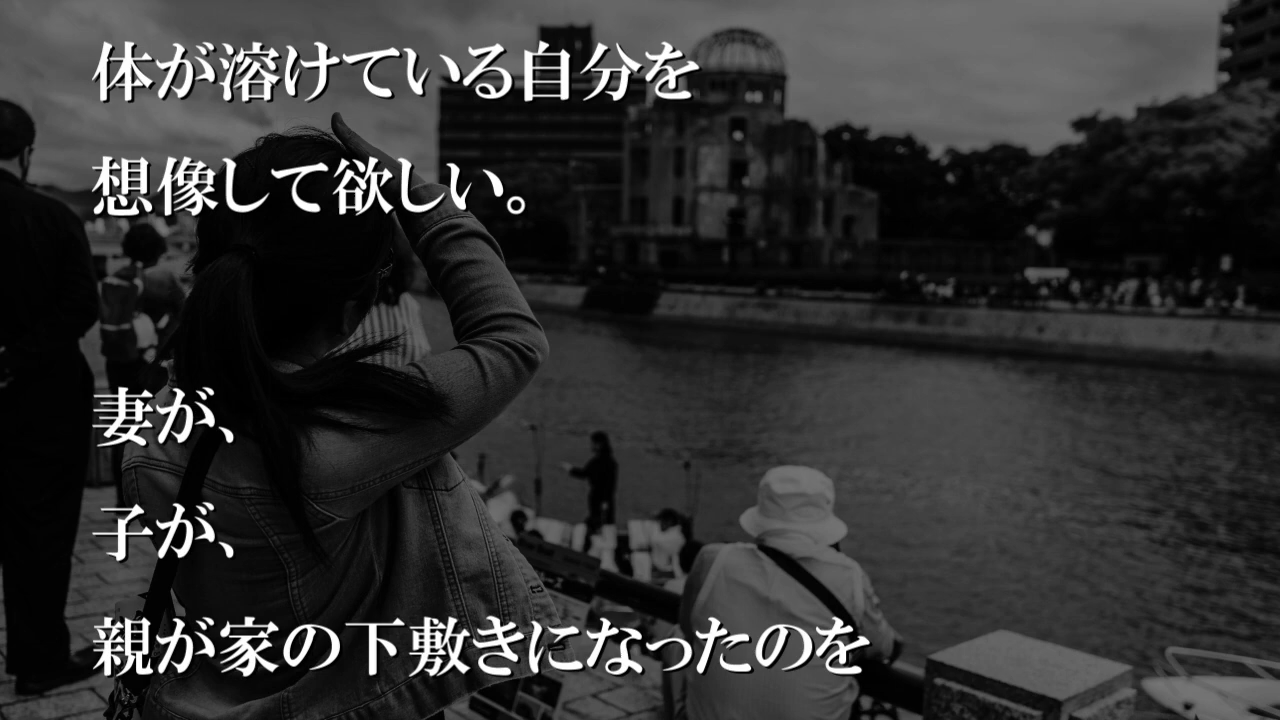 体が溶けている自分を
想像して欲しい。
妻が、
子が、
親が家の下敷きになったのを